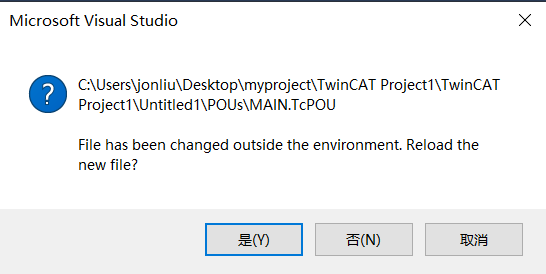 Microsoft Visual Studio
C:\Users\jonliu\Desktop\myproject\TwinCAT Project1\TwinCAT
Project1\Untitled1\POUs\MAIN.TcPOU
File has been changed outside the environment. Reload the
new file?
是(Y)
否(N)
取消